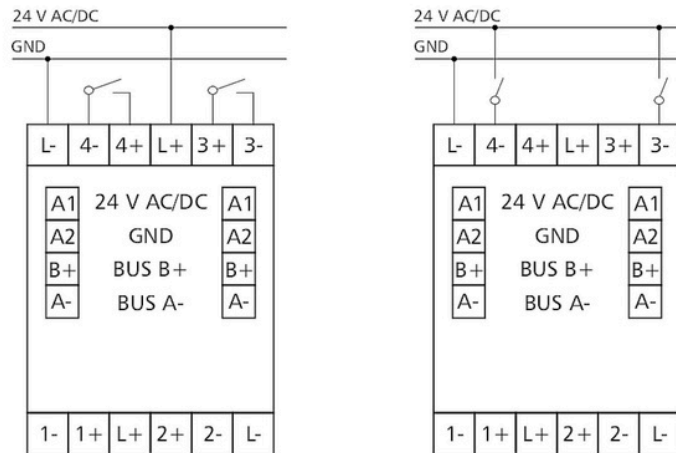 24 V AC/DC
GND
L- 4- 4+ L+ 3+ 3-
A1 24 V AC/DC A1
A2 GND A2
B+ BUS B+ B+
A- BUS A- A-
1- 1+ L+ 2+ 2- L-
24 V AC/DC
GND
L- 4- 4+ L+ 3+ 3-
A1 24 V AC/DC A1
A2 GND A2
B+ BUS B+ B+
A- BUS A- A-
1- 1+ L+ 2+ 2- L-